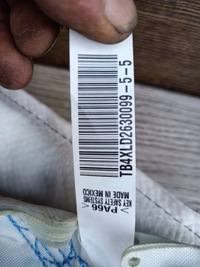 TB4XLD2630099-5-5
>PA66<
KEY SAFETY SYSTEMS
MADE IN MEXICO